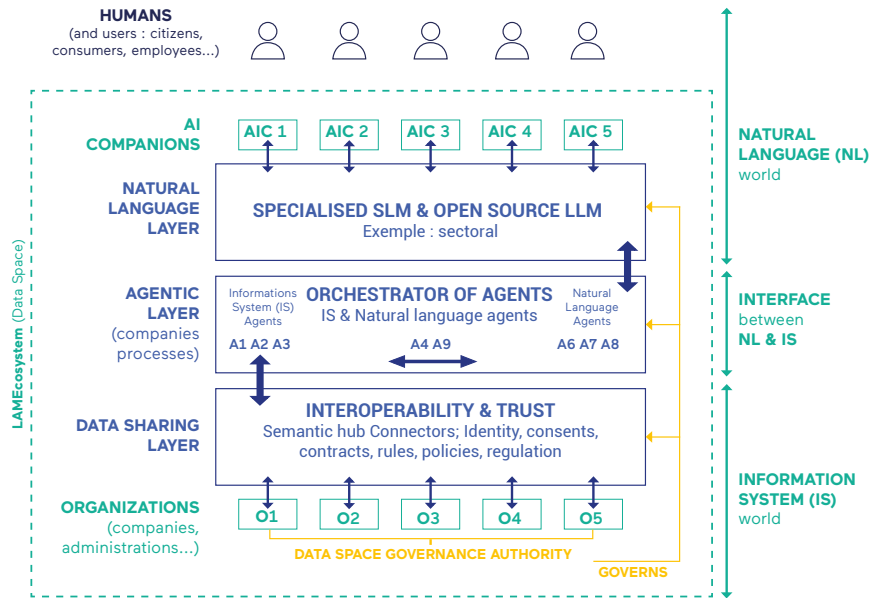 HUMANS
(and users : citizens,
consumers, employees...)
AI
COMPANIONS
AIC 1
AIC 2
AIC 3
AIC 4
AIC 5
NATURAL
LANGUAGE (NL)
world
NATURAL
LANGUAGE
LAYER
SPECIALISED SLM & OPEN SOURCE LLM
Exemple : sectoral
LAMEcosystem (Data Space)
AGENTIC
LAYER
(companies
processes)
Informations
System (IS)
Agents
A1 A2 A3
ORCHESTRATOR OF AGENTS
IS & Natural language agents
A4 A9
Natural
Language
Agents
A6 A7 A8
INTERFACE
between
NL & IS
DATA SHARING
LAYER
INTEROPERABILITY & TRUST
Semantic hub Connectors; Identity, consents,
contracts, rules, policies, regulation
INFORMATION
SYSTEM (IS)
world
ORGANIZATIONS
(companies,
administrations...)
O1
O2
O3
O4
O5
DATA SPACE GOVERNANCE AUTHORITY
GOVERNS